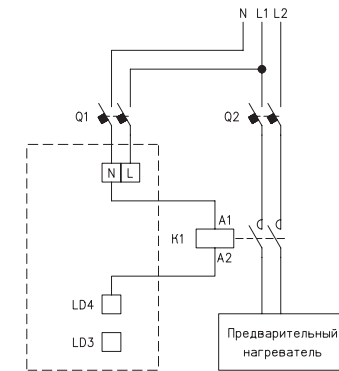 N L1 L2
Q1
Q2
N L
A1
K1
A2
LD4
LD3
Предварительный
нагреватель